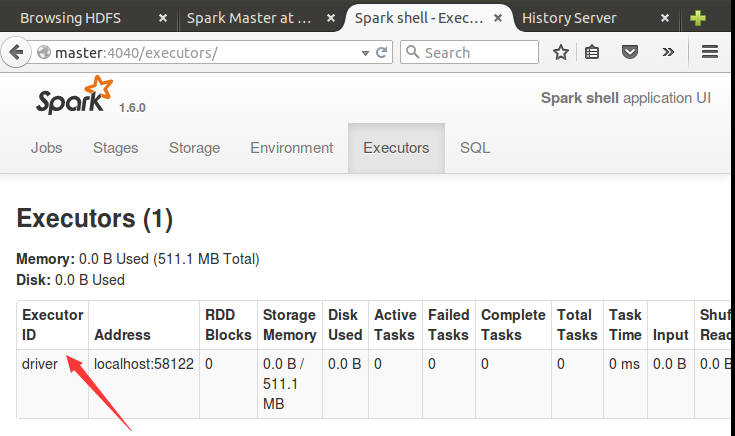 Browsing HDFS
Spark Master at ...
Spark shell - Exec...
History Server
master:4040/executors/
Search
Spark 1.6.0
Spark shell application UI
Jobs Stages Storage Environment Executors SQL
Executors (1)
Memory: 0.0 B Used (511.1 MB Total)
Disk: 0.0 B Used
Executor ID Address RDD Blocks Storage Memory Disk Used Active Tasks Failed Tasks Complete Tasks Total Tasks Task Time Input Shuf Reac
driver localhost:58122 0 0.0 B / 511.1 MB 0.0 B 0 0 0 0 0 ms 0.0 B 0.0 B